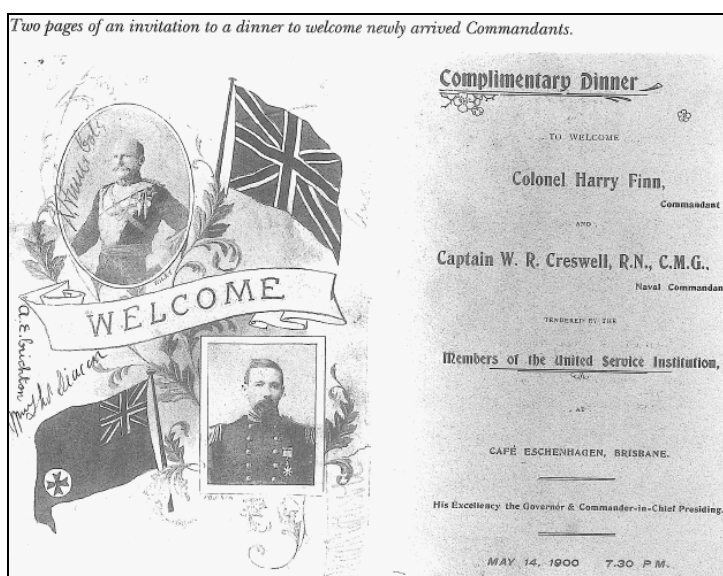 Two pages of an invitation to a dinner to welcome newly arrived Commandants.
WELCOME
A. E. Crichton
Complimentary Dinner
TO WELCOME
Colonel Harry Finn,
Commandant
AND
Captain W. R. Creswell, R.N., C.M.G.,
Naval Commandan
TENDERED BY THE
Members of the United Service Institution,
AT
CAFÉ ESCHENHAGEN, BRISBANE.
His Excellency the Governor & Commander-in-Chief Presiding.
MAY 14, 1900 7.30 P.M.